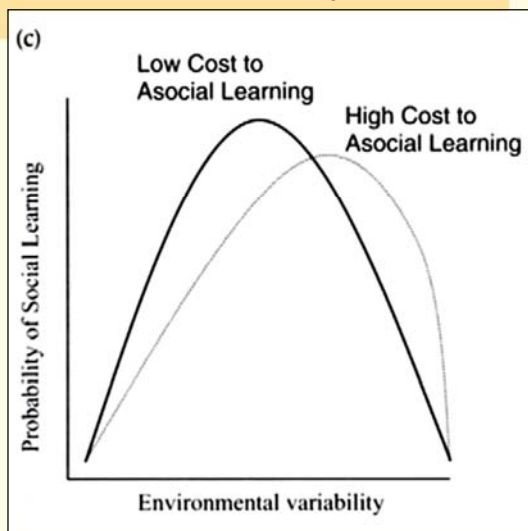 (c)
Low Cost to
Asocial Learning
High Cost to
Asocial Learning
Probability of Social Learning
Environmental variability